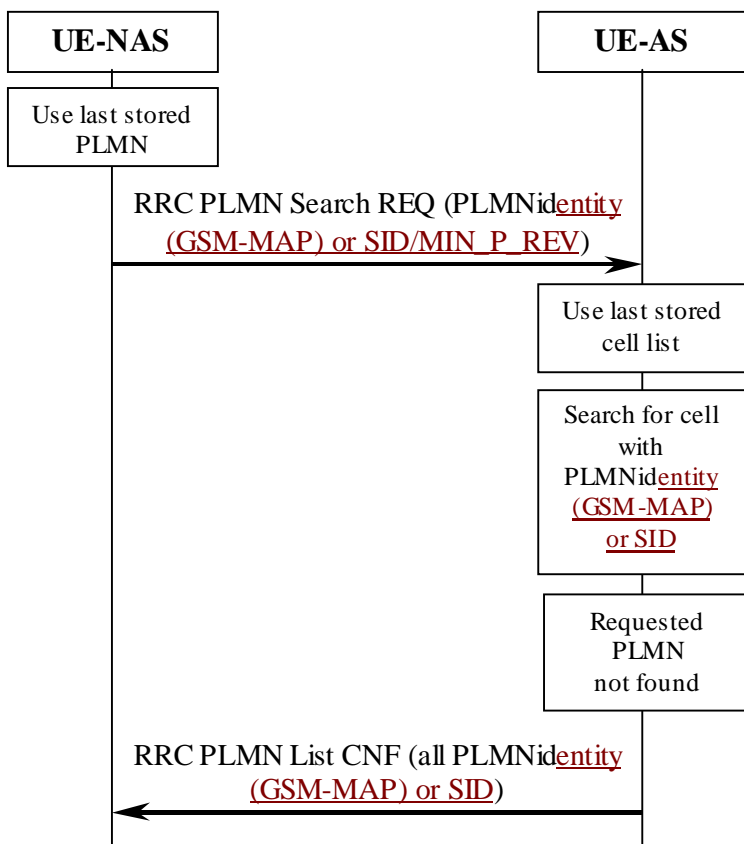 UE-NAS
UE-AS
Use last stored
PLMN
RRC PLMN Search REQ (PLMNidentity
(GSM-MAP) or SID/MIN_P_REV)
Use last stored
cell list
Search for cell
with
PLMNidentity
(GSM-MAP)
or SID
Requested
PLMN
not found
RRC PLMN List CNF (all PLMNidentity
(GSM-MAP) or SID)